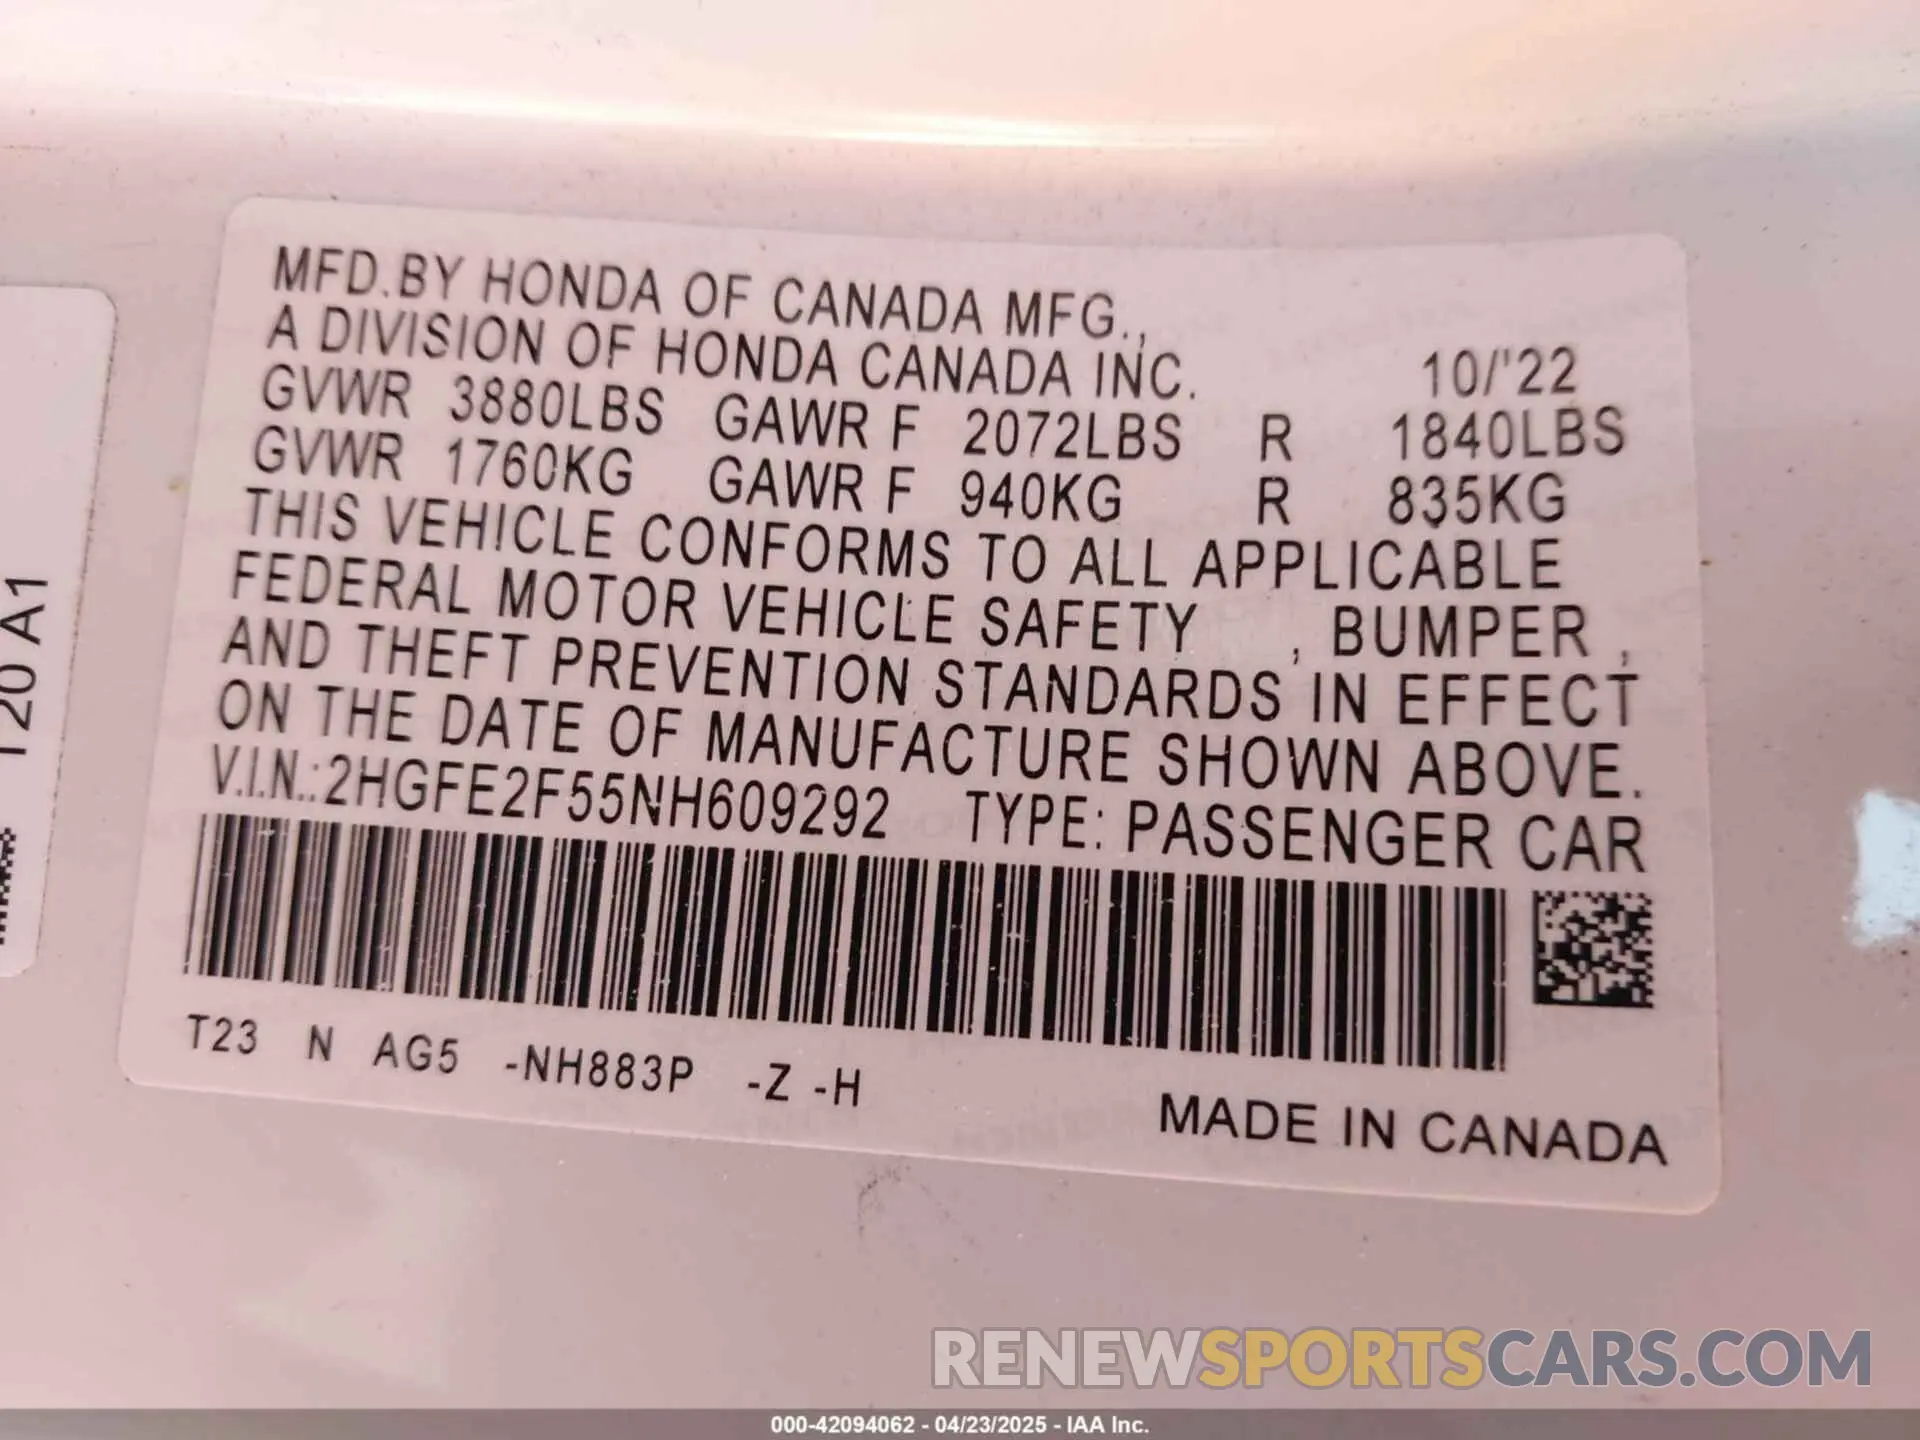 MFD.BY HONDA OF CANADA MFG.,
A DIVISION OF HONDA CANADA INC. 10/'22
GVWR 3880LBS GAWR F 2072LBS R 1840LBS
GVWR 1760KG GAWR F 940KG R 835KG
THIS VEHICLE CONFORMS TO ALL APPLICABLE
FEDERAL MOTOR VEHICLE SAFETY , BUMPER ,
AND THEFT PREVENTION STANDARDS IN EFFECT
ON THE DATE OF MANUFACTURE SHOWN ABOVE.
V.I.N.:2HGFE2F55NH609292 TYPE: PASSENGER CAR
T23 N AG5 -NH883P -Z -H
MADE IN CANADA
120 A1
RENEWSPORTSCARS.COM
000-42094062 - 04/23/2025 - IAA Inc.